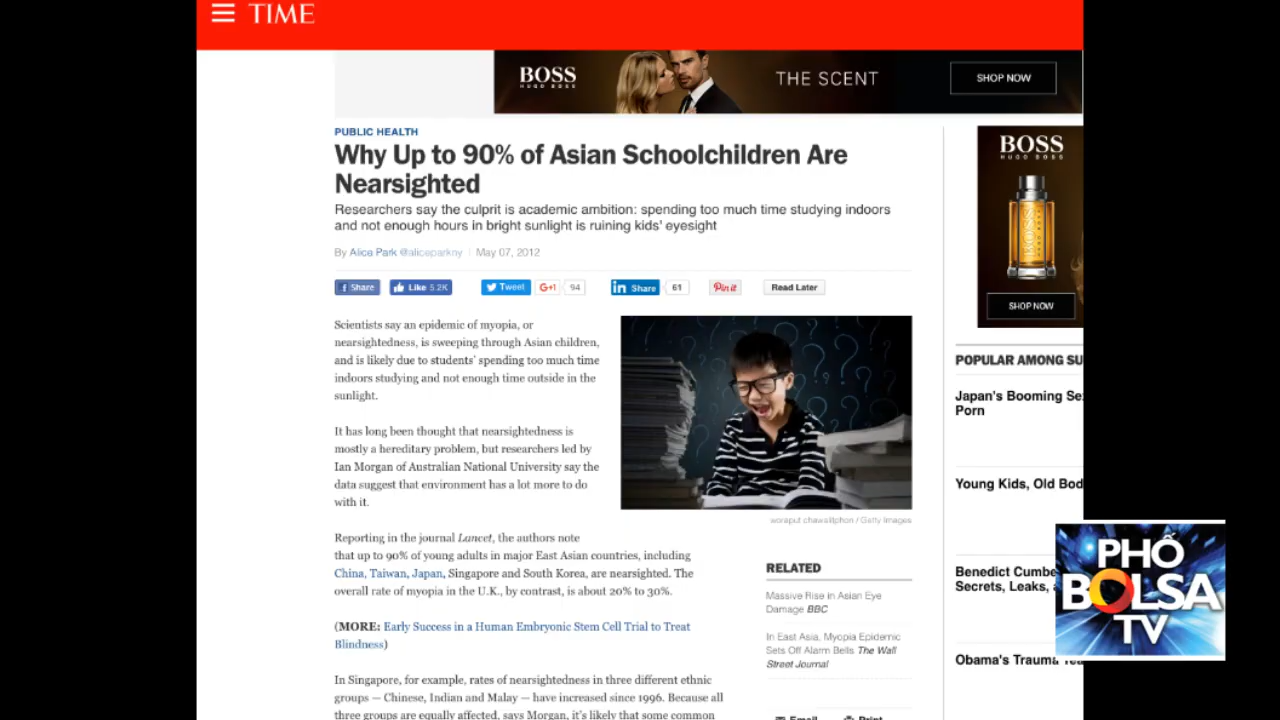 TIME
BOSS
HUGO BOSS
THE SCENT
SHOP NOW
PUBLIC HEALTH
Why Up to 90% of Asian Schoolchildren Are
Nearsighted
Researchers say the culprit is academic ambition: spending too much time studying indoors
and not enough hours in bright sunlight is ruining kids' eyesight
By Alice Park @aliceparkny | May 07, 2012
Share
Like 5.2K
Tweet
G+1 94
in Share 61
Pin it
Read Later
Scientists say an epidemic of myopia, or
nearsightedness, is sweeping through Asian children,
and is likely due to students' spending too much time
indoors studying and not enough time outside in the
sunlight.
It has long been thought that nearsightedness is
mostly a hereditary problem, but researchers led by
Ian Morgan of Australian National University say the
data suggest that environment has a lot more to do
with it.
Reporting in the journal Lancet, the authors note
that up to 90% of young adults in major East Asian countries, including
China, Taiwan, Japan, Singapore and South Korea, are nearsighted. The
overall rate of myopia in the U.K., by contrast, is about 20% to 30%.
(MORE: Early Success in a Human Embryonic Stem Cell Trial to Treat
Blindness)
In Singapore, for example, rates of nearsightedness in three different ethnic
groups — Chinese, Indian and Malay — have increased since 1996. Because all
three groups are equally affected, says Morgan, it's likely that some common
woraput chawalitphon / Getty Images
RELATED
Massive Rise in Asian Eye
Damage BBC
In East Asia, Myopia Epidemic
Sets Off Alarm Bells The Wall
Street Journal
Email
Print
BOSS
HUGO BOSS
BOSS
SHOP NOW
POPULAR AMONG SU
Japan's Booming Se
Porn
Young Kids, Old Bod
Benedict Cumbe
Secrets, Leaks,
Obama's Trauma
PHỐ
BOLSA
TV